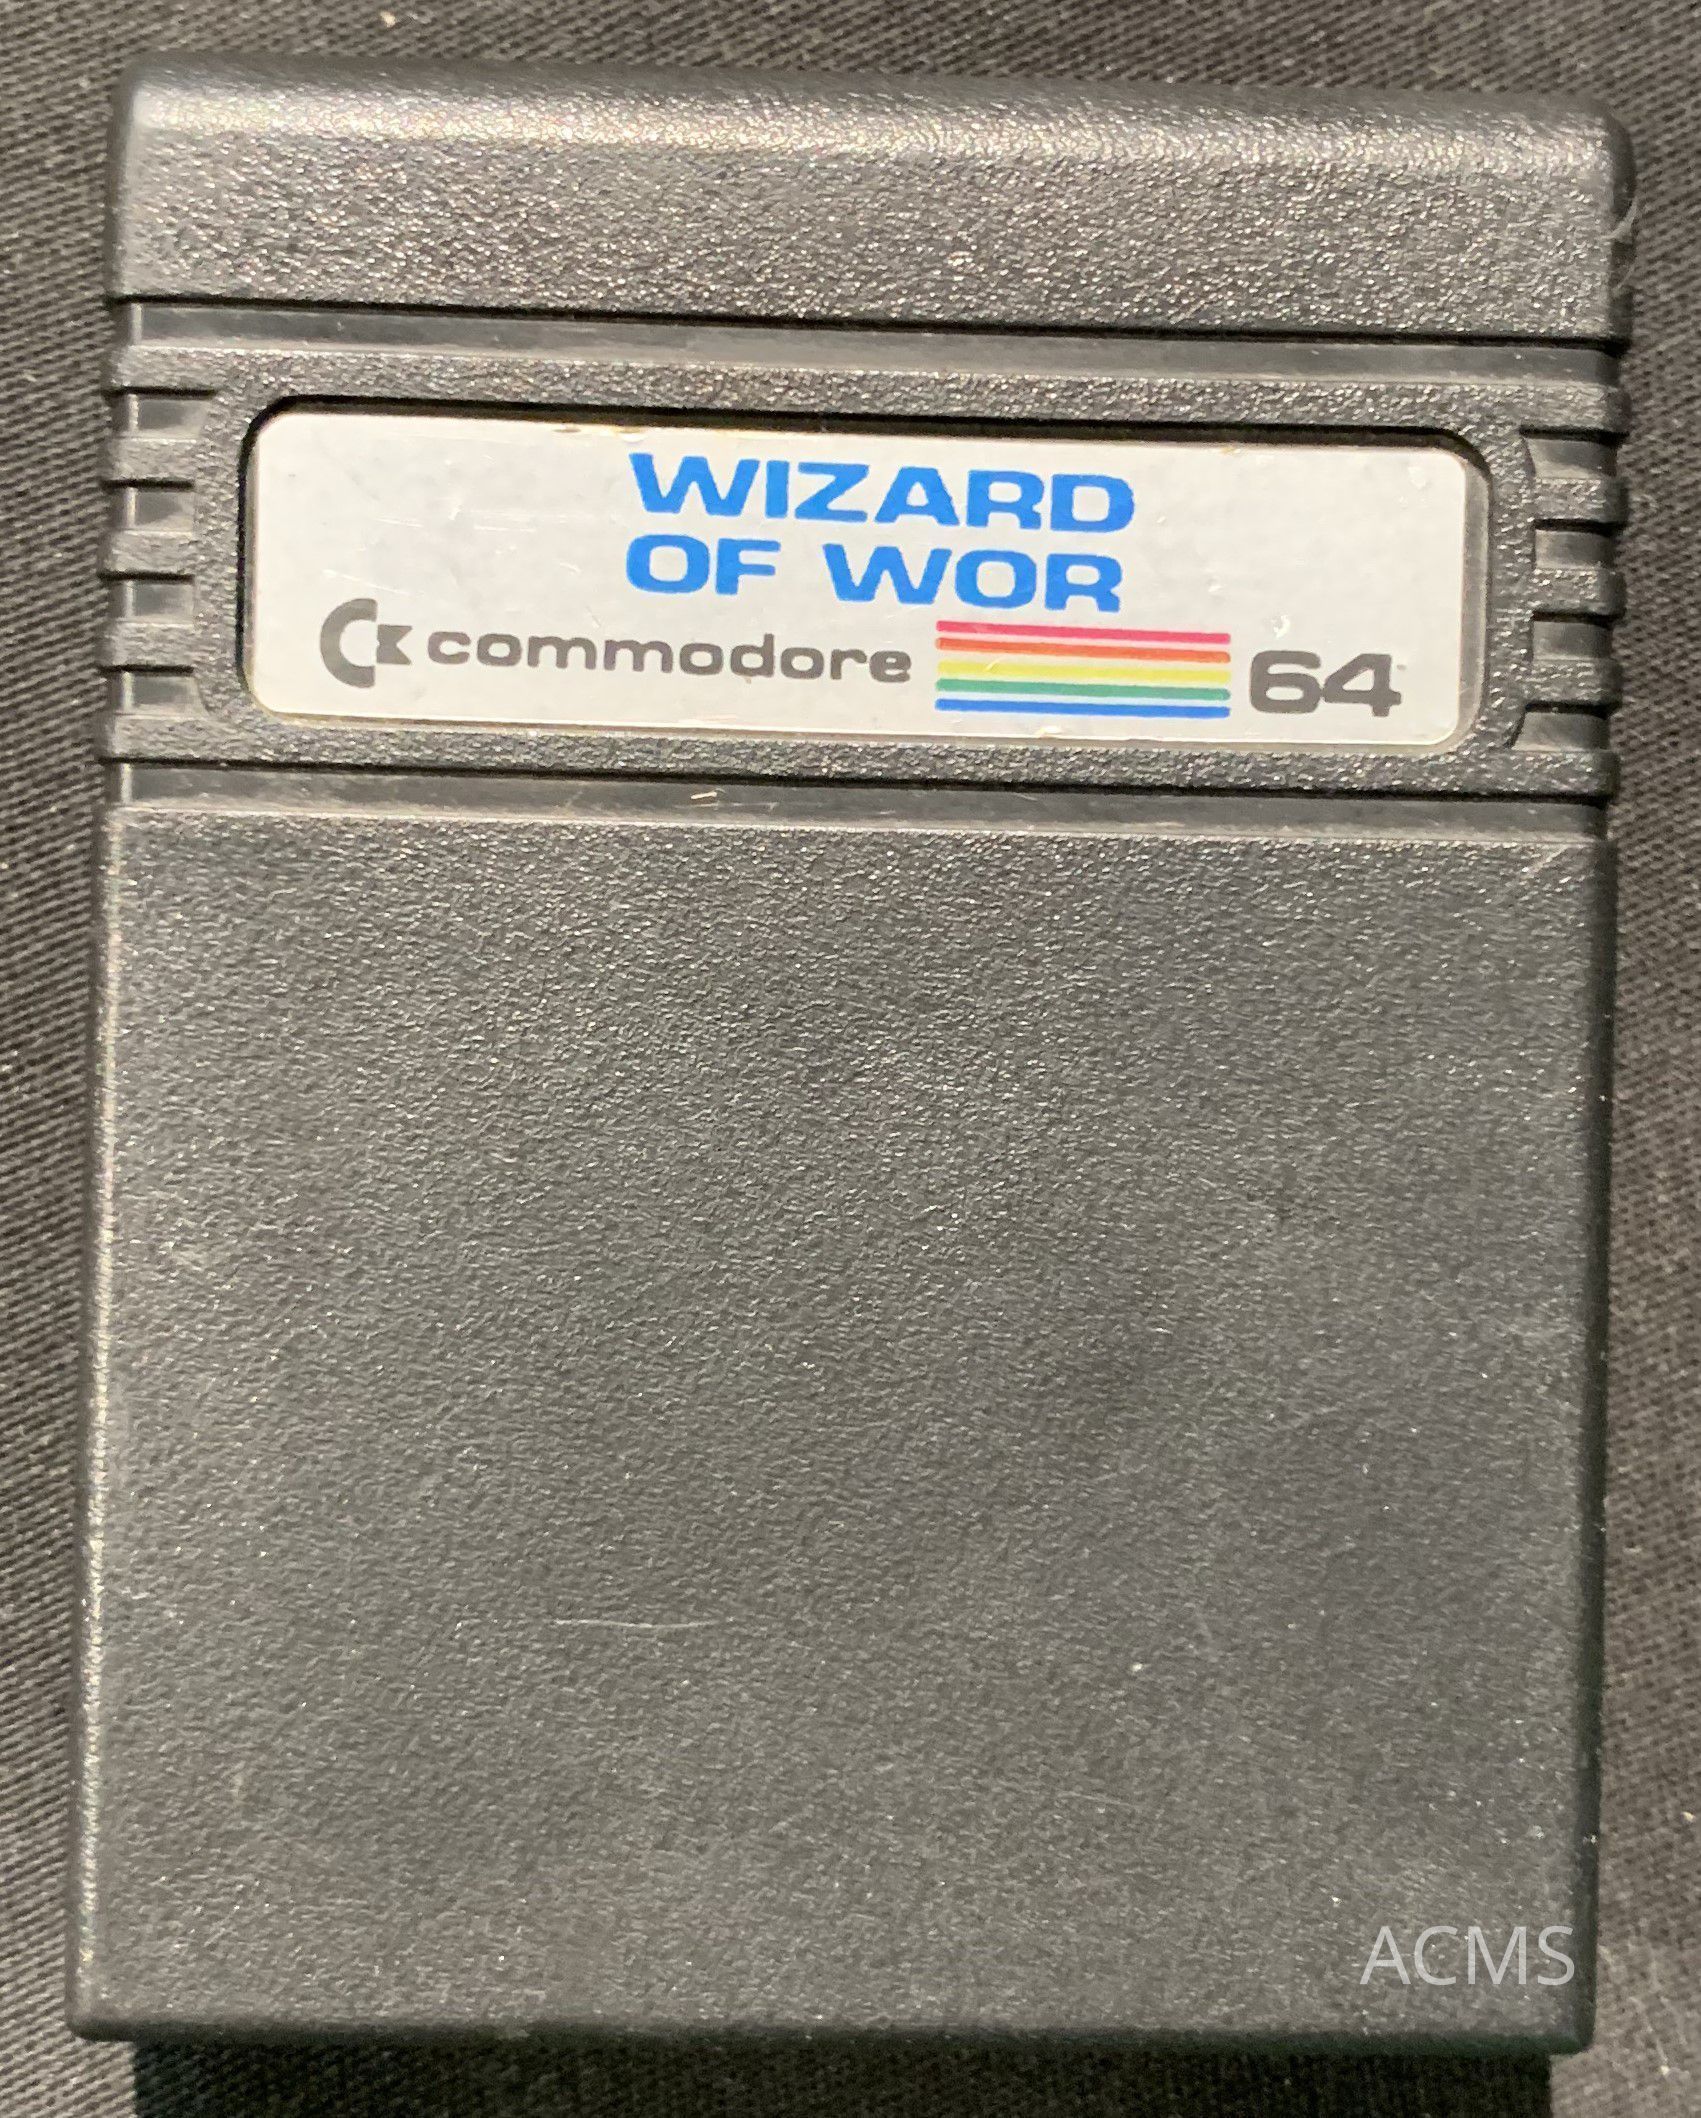 WIZARD
OF WOR
commodore 64
ACMS